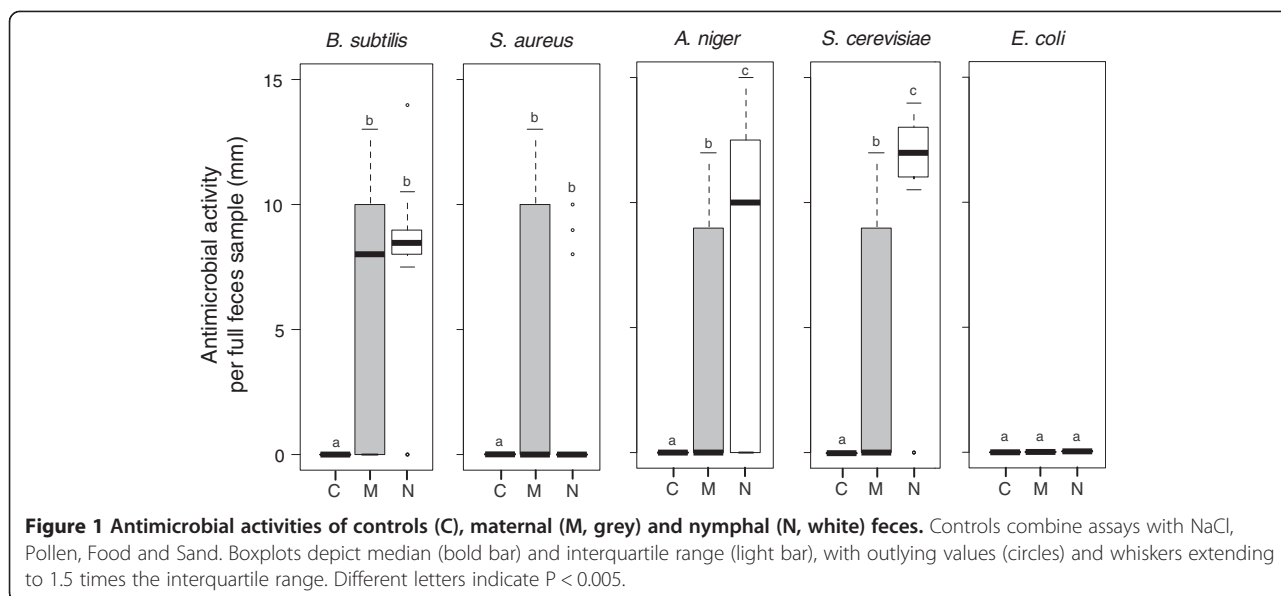 B. subtilis S. aureus A. niger S. cerevisiae E. coli
Antimicrobial activity
per full feces sample (mm)
15
10
5
0
a b b
a b b
a b c
a b c
a a a
C M N C M N C M N C M N C M N
Figure 1 Antimicrobial activities of controls (C), maternal (M, grey) and nymphal (N, white) feces. Controls combine assays with NaCl,
Pollen, Food and Sand. Boxplots depict median (bold bar) and interquartile range (light bar), with outlying values (circles) and whiskers extending
to 1.5 times the interquartile range. Different letters indicate P < 0.005.